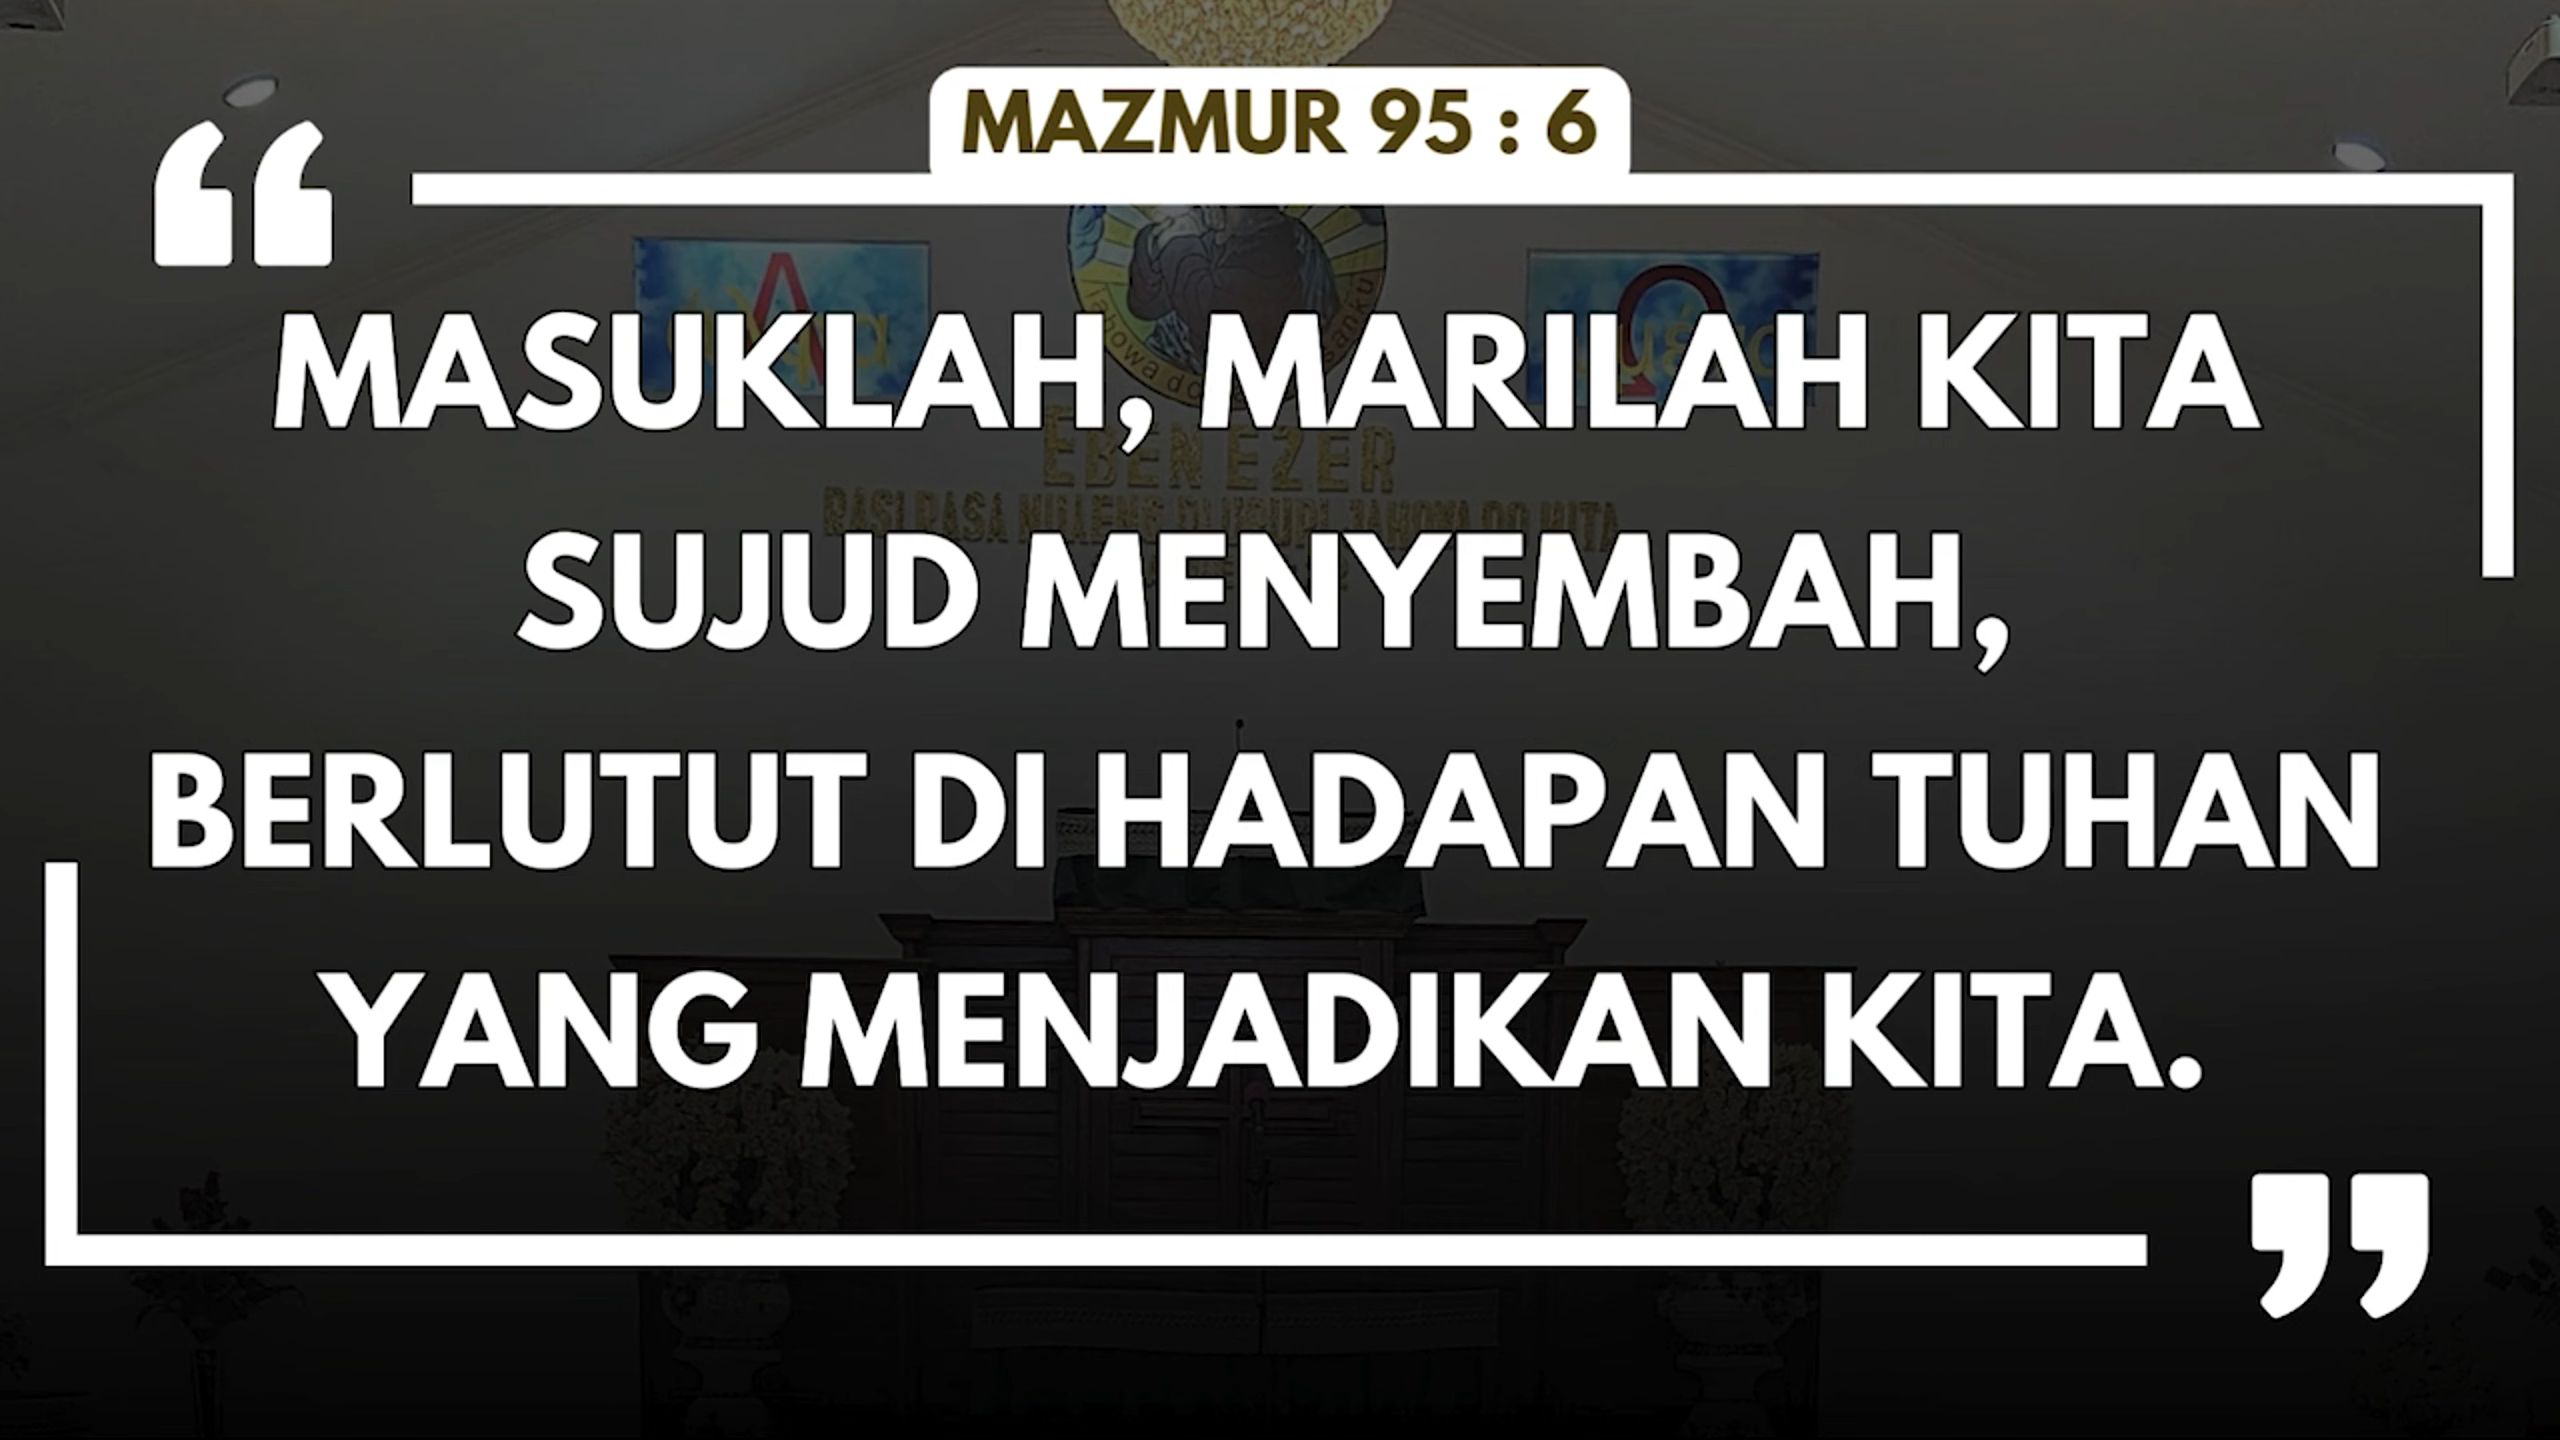 MAZMUR 95 : 6
“
MASUKLAH, MARILAH KITA
SUJUD MENYEMBAH,
BERLUTUT DI HADAPAN TUHAN
YANG MENJADIKAN KITA.
”
EBEN EZER